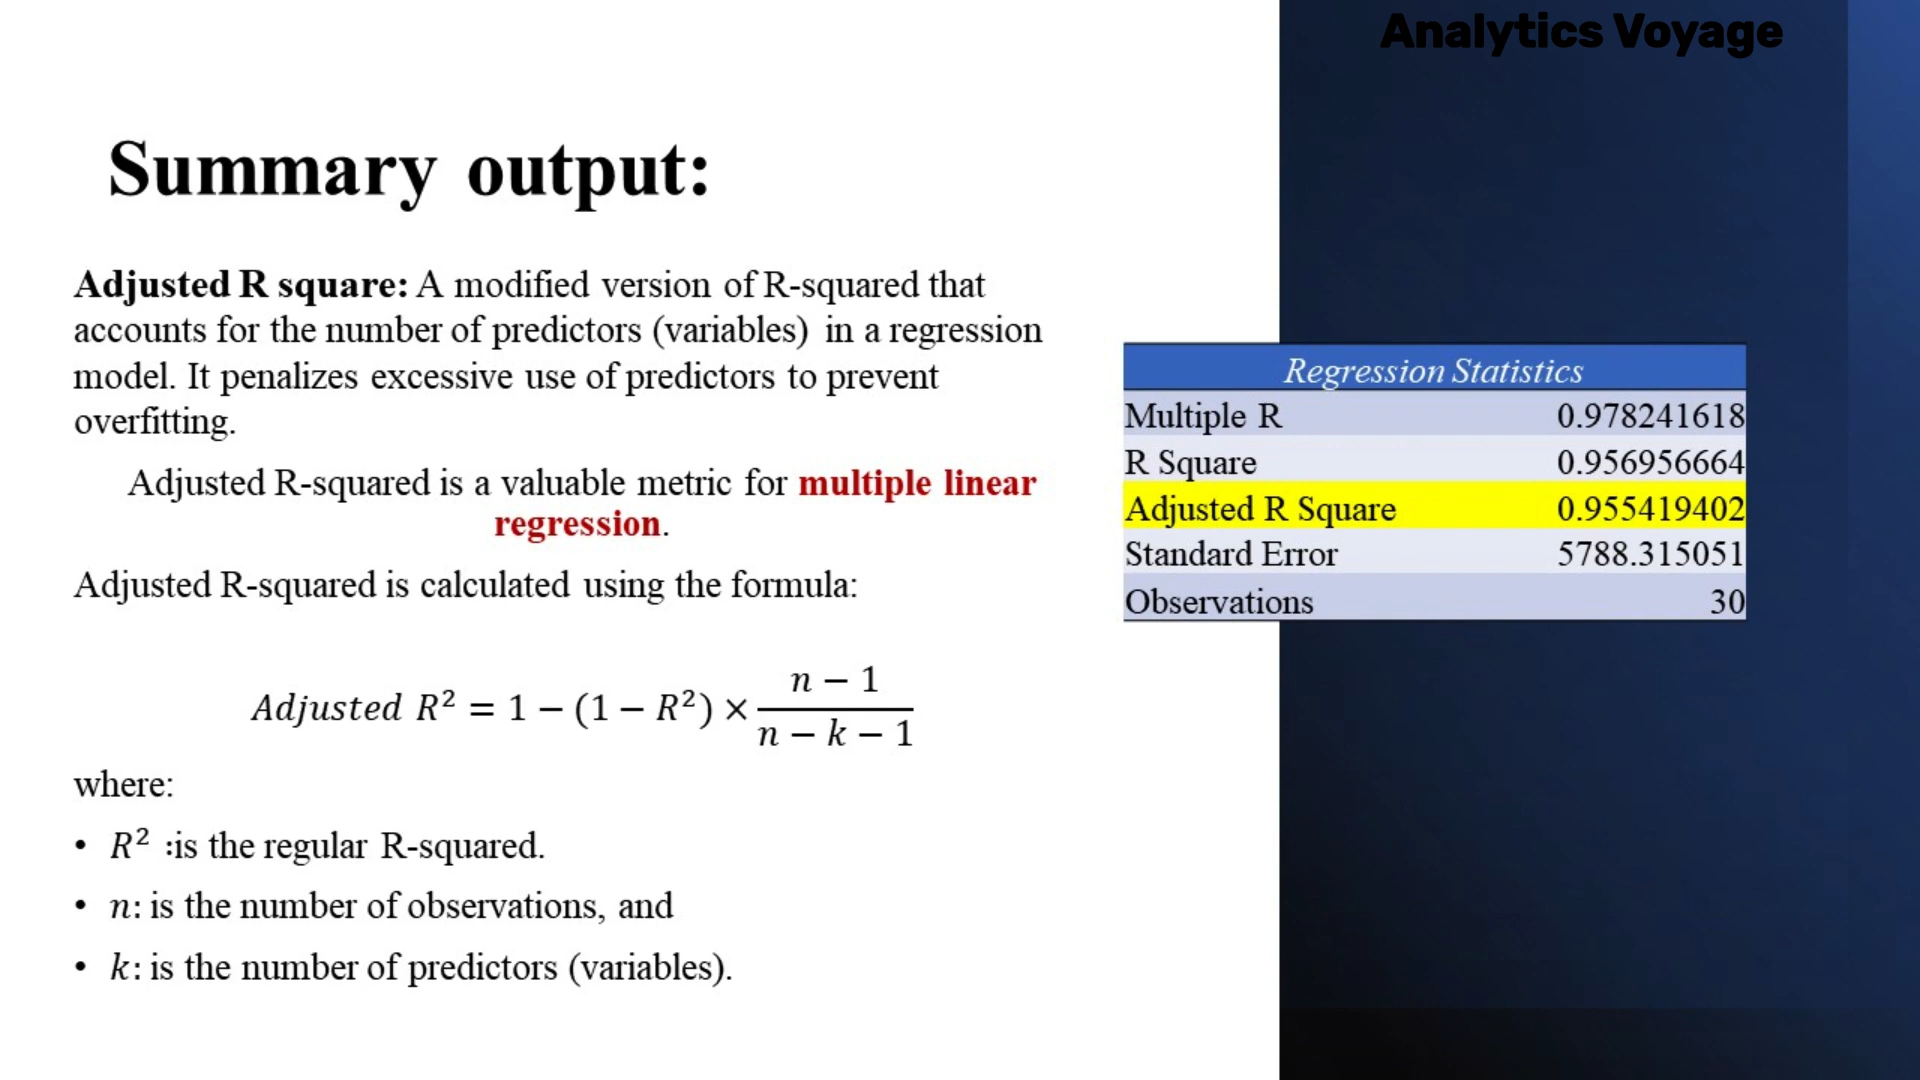 Analytics Voyage
Summary output:
Adjusted R square: A modified version of R-squared that
accounts for the number of predictors (variables) in a regression
model. It penalizes excessive use of predictors to prevent
overfitting.
Adjusted R-squared is a valuable metric for multiple linear
regression.
Adjusted R-squared is calculated using the formula:
Adjusted R² = 1 − (1 − R²) × (n − 1)/(n − k − 1)
where:
• R² :is the regular R-squared.
• n: is the number of observations, and
• k: is the number of predictors (variables).
Regression Statistics
Multiple R 0.978241618
R Square 0.956956664
Adjusted R Square 0.955419402
Standard Error 5788.315051
Observations 30